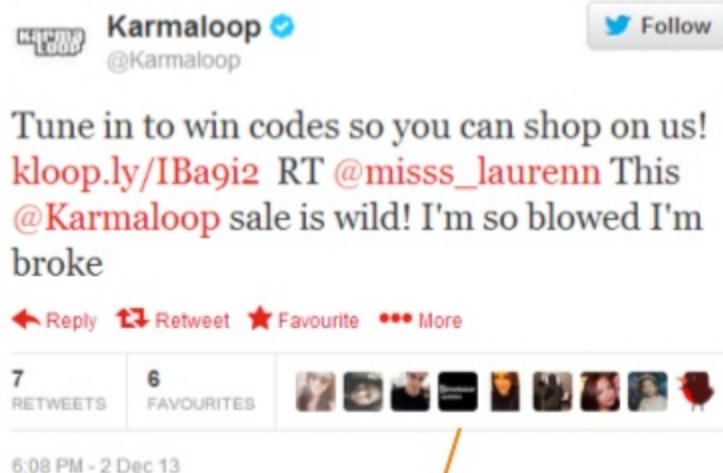 Karma Loop
Karmaloop
@Karmaloop
Follow
Tune in to win codes so you can shop on us!
kloop.ly/IBa9i2 RT @misss_laurenn This
@Karmaloop sale is wild! I'm so blowed I'm
broke
Reply Retweet Favourite More
7 RETWEETS
6 FAVOURITES
6:08 PM - 2 Dec 13